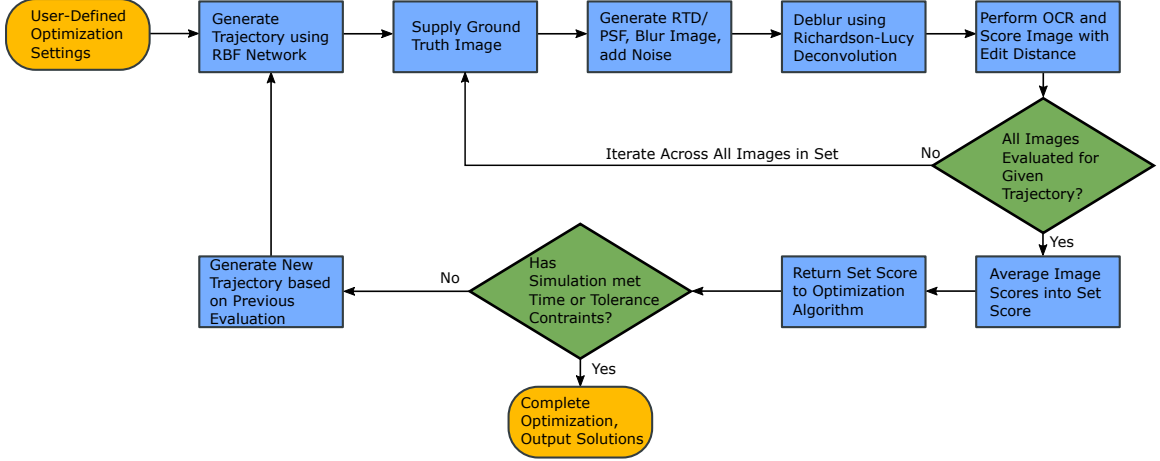 User-Defined
Optimization
Settings
Generate
Trajectory using
RBF Network
Supply Ground
Truth Image
Generate RTD/
PSF, Blur Image,
add Noise
Deblur using
Richardson-Lucy
Deconvolution
Perform OCR and
Score Image with
Edit Distance
Iterate Across All Images in Set
No
All Images
Evaluated for
Given
Trajectory?
Yes
Generate New
Trajectory based
on Previous
Evaluation
No
Has
Simulation met
Time or Tolerance
Contraints?
Return Set Score
to Optimization
Algorithm
Average Image
Scores into Set
Score
Yes
Complete
Optimization,
Output Solutions